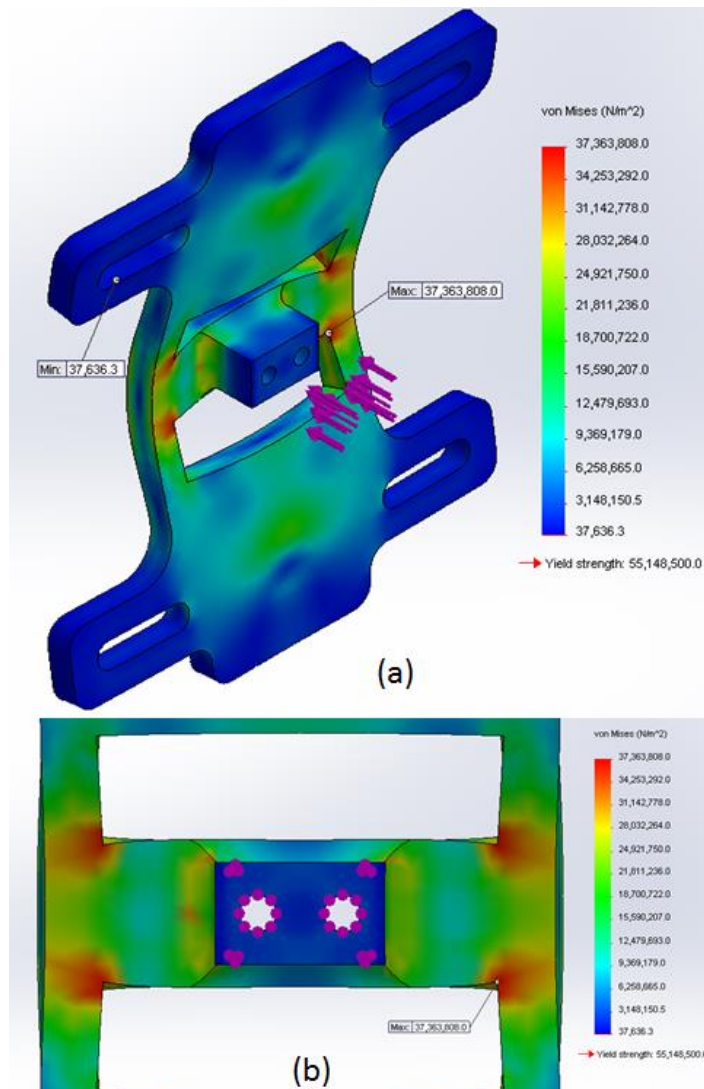 von Mises (N/m^2)
37,363,808.0
34,253,292.0
31,142,778.0
28,032,264.0
24,921,750.0
21,811,236.0
18,700,722.0
15,590,207.0
12,479,693.0
9,369,179.0
6,258,665.0
3,148,150.5
37,636.3
Yield strength: 55,148,500.0
Max: 37,363,808.0
Min: 37,636.3
(a)
von Mises (N/m^2)
37,363,808.0
34,253,292.0
31,142,778.0
28,032,264.0
24,921,750.0
21,811,236.0
18,700,722.0
15,590,207.0
12,479,693.0
9,369,179.0
6,258,665.0
3,148,150.5
37,636.3
Yield strength: 55,148,500.0
Max: 37,363,808.0
(b)